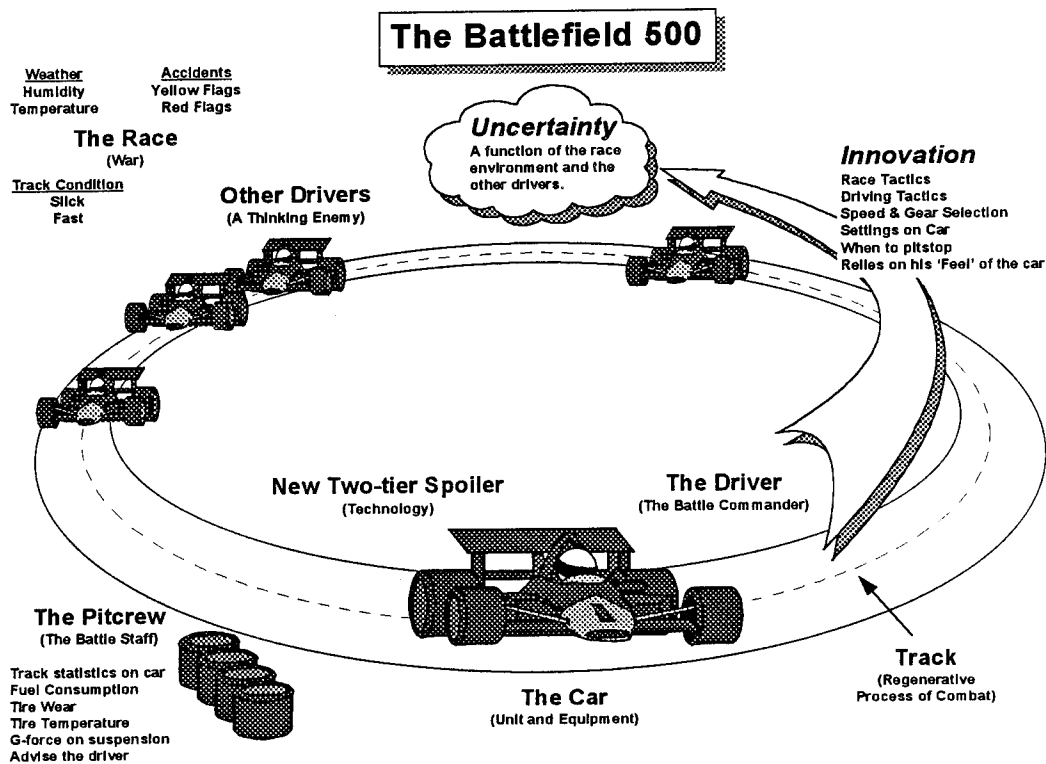 The Battlefield 500
Weather
Humidity
Temperature
Accidents
Yellow Flags
Red Flags
The Race
(War)
Track Condition
Slick
Fast
Other Drivers
(A Thinking Enemy)
Uncertainty
A function of the race
environment and the
other drivers.
Innovation
Race Tactics
Driving Tactics
Speed & Gear Selection
Settings on Car
When to pitstop
Relies on his 'Feel' of the car
New Two-tier Spoiler
(Technology)
The Driver
(The Battle Commander)
The Pitcrew
(The Battle Staff)
Track statistics on car
Fuel Consumption
Tire Wear
Tire Temperature
G-force on suspension
Advise the driver
The Car
(Unit and Equipment)
Track
(Regenerative
Process of Combat)